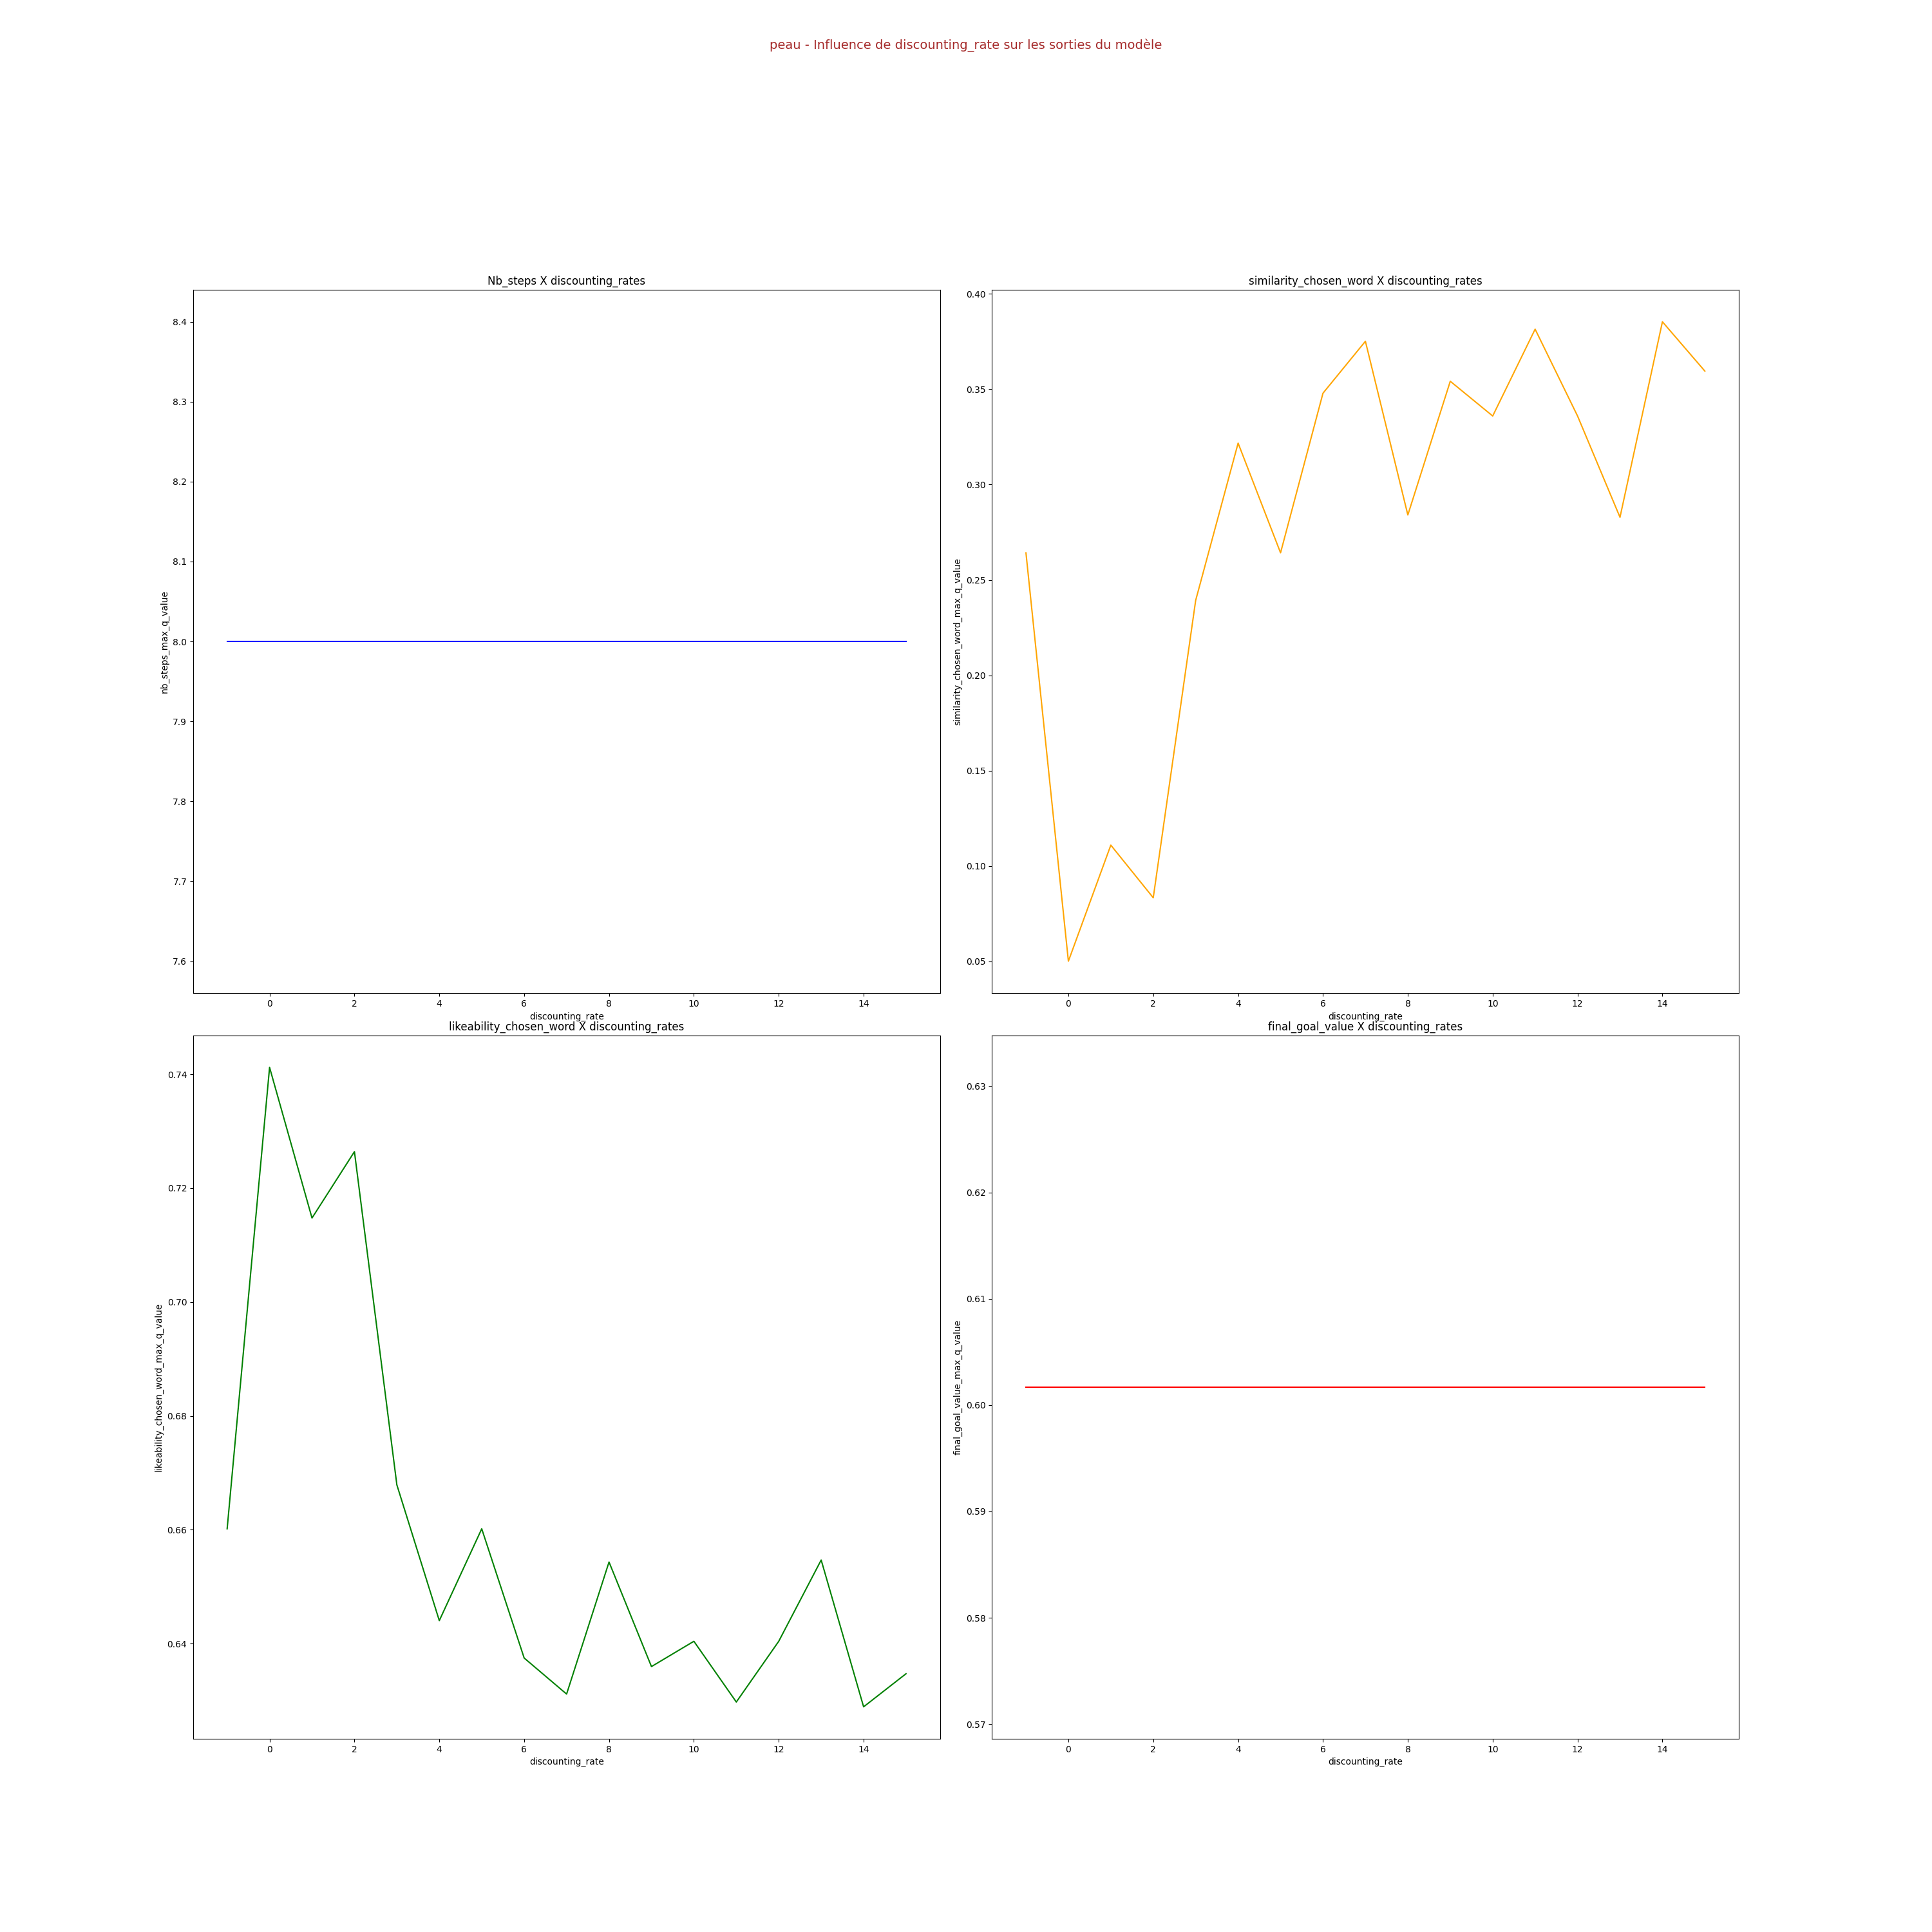 peau - Influence de discounting_rate sur les sorties du modèle
Nb_steps X discounting_rates
8.4
8.3
8.2
8.1
8.0
7.9
7.8
7.7
7.6
nb_steps_max_q_value
0 2 4 6 8 10 12 14
discounting_rate
similarity_chosen_word X discounting_rates
0.40
0.35
0.30
0.25
0.20
0.15
0.10
0.05
similarity_chosen_word_max_q_value
0 2 4 6 8 10 12 14
discounting_rate
likeability_chosen_word X discounting_rates
0.74
0.72
0.70
0.68
0.66
0.64
likeability_chosen_word_max_q_value
0 2 4 6 8 10 12 14
discounting_rate
final_goal_value X discounting_rates
0.63
0.62
0.61
0.60
0.59
0.58
0.57
final_goal_value_max_q_value
0 2 4 6 8 10 12 14
discounting_rate